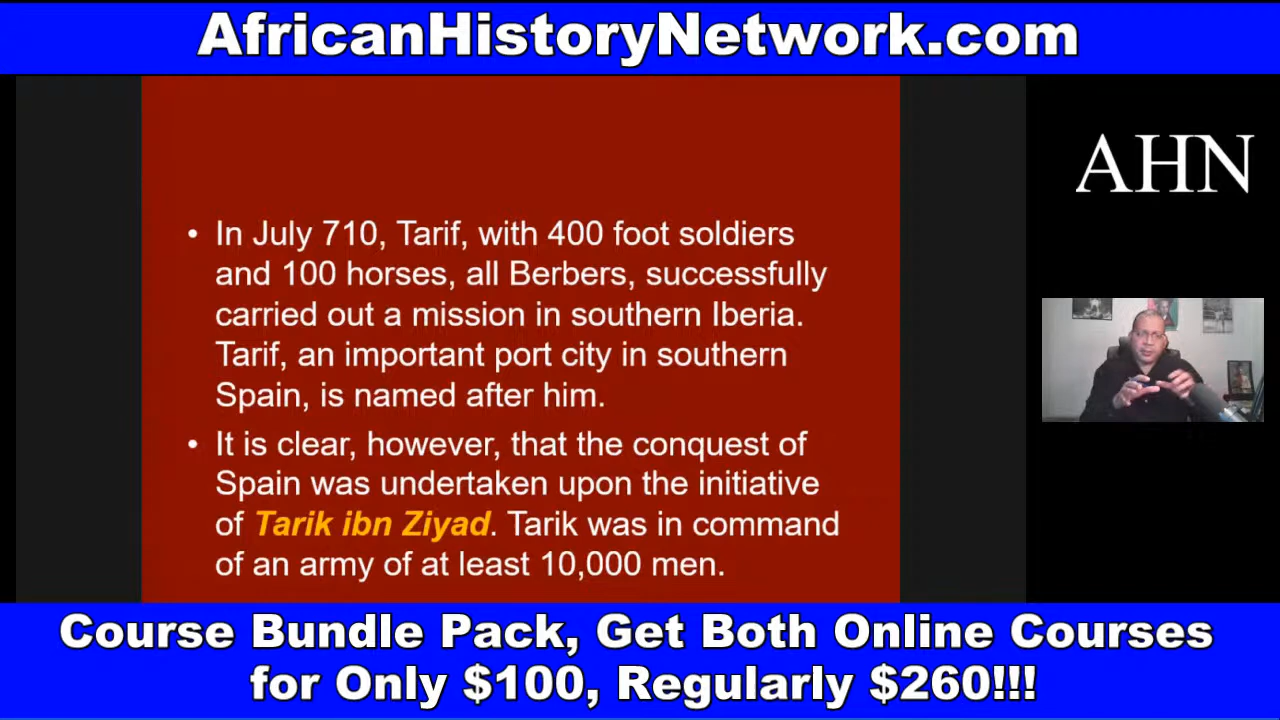 AfricanHistoryNetwork.com
AHN
• In July 710, Tarif, with 400 foot soldiers
and 100 horses, all Berbers, successfully
carried out a mission in southern Iberia.
Tarif, an important port city in southern
Spain, is named after him.
• It is clear, however, that the conquest of
Spain was undertaken upon the initiative
of Tarik ibn Ziyad. Tarik was in command
of an army of at least 10,000 men.
Course Bundle Pack, Get Both Online Courses
for Only $100, Regularly $260!!!